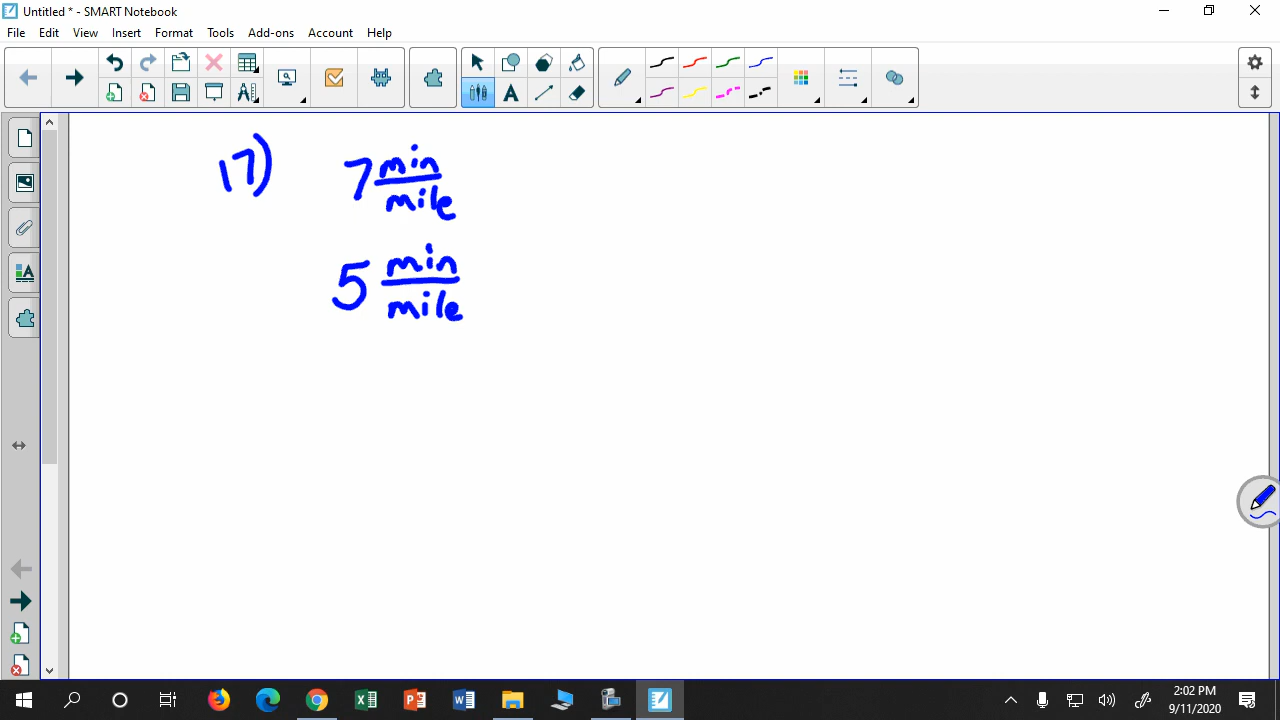 Untitled * - SMART Notebook
File Edit View Insert Format Tools Add-ons Account Help
17) 7 min/mile
5 min/mile
2:02 PM
9/11/2020